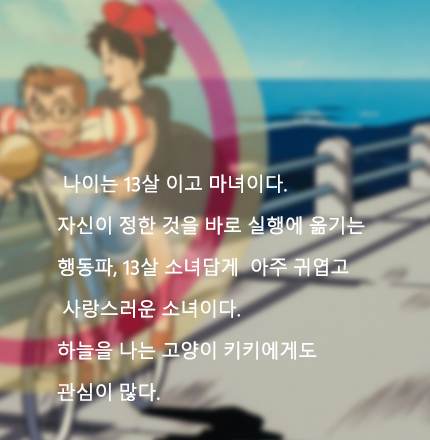 나이는 13살 이고 마녀이다.
자신이 정한 것을 바로 실행에 옮기는
행동파, 13살 소녀답게 아주 귀엽고
사랑스러운 소녀이다.
하늘을 나는 고양이 키키에게도
관심이 많다.